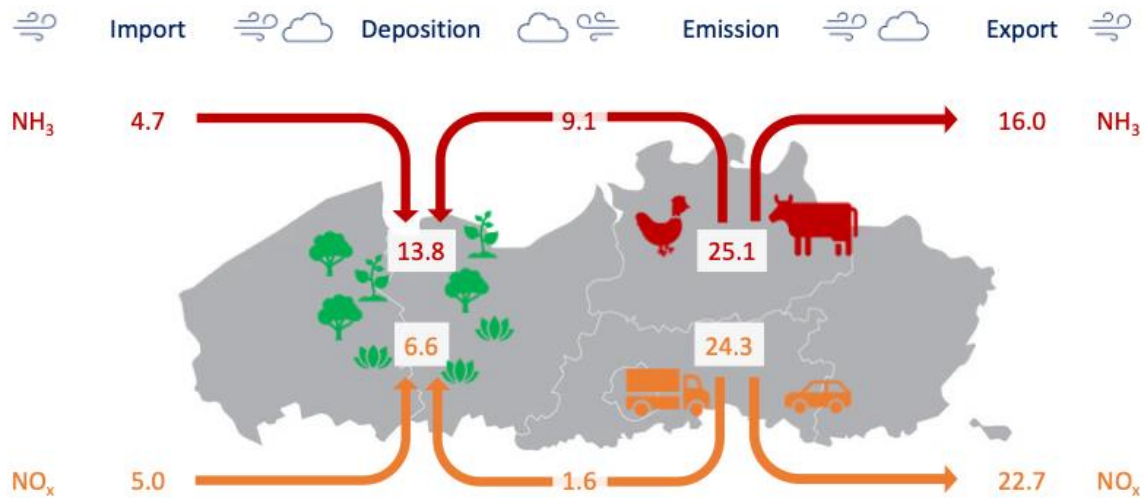 Import Deposition Emission Export
NH₃ 4.7 9.1 16.0 NH₃
13.8 25.1
6.6 24.3
NOₓ 5.0 1.6 22.7 NOₓ